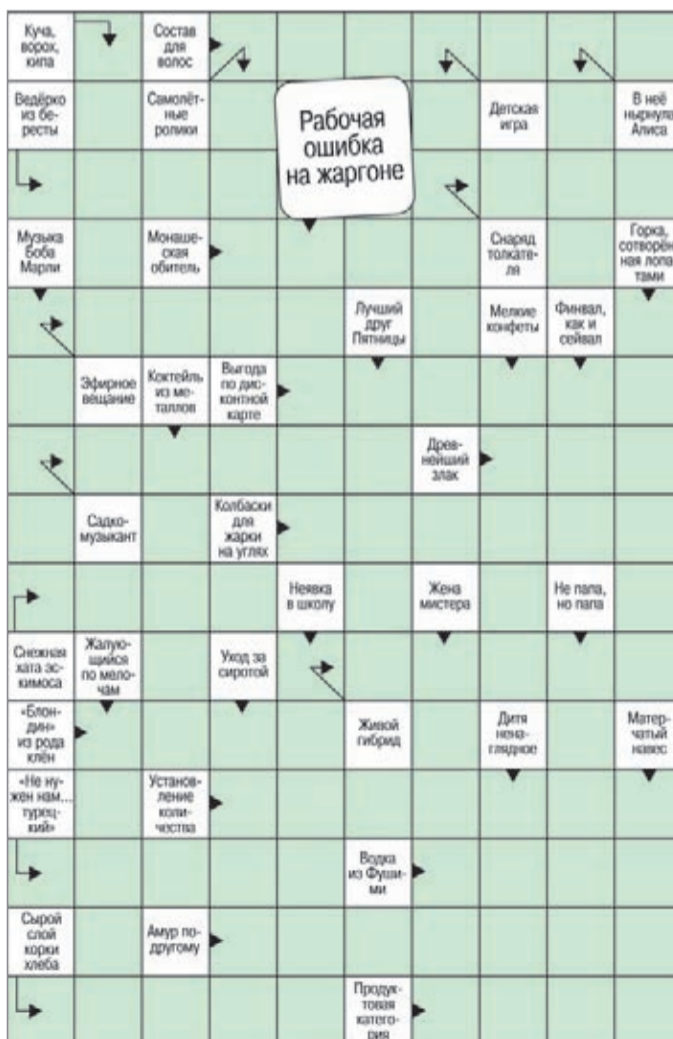 Куча,
ворох,
кипа
Состав
для
волос
Ведёрко
из бе-
ресты
Самолёт-
ные
ролики
Рабочая
ошибка
на жаргоне
Детская
игра
В неё
нырнула
Алиса
Музыка
Боба
Марли
Монаше-
ская
обитель
Снаряд
толкате-
ля
Горка,
сотворён-
ная лопа-
тами
Лучший
друг
Пятницы
Мелкие
конфеты
Финвал,
как и
сейвал
Эфирное
вещание
Коктейль
из ме-
таллов
Выгода
по дис-
контной
карте
Древ-
нейший
злак
Садко-
музыкант
Колбаски
для
жарки
на углях
Неявка
в школу
Жена
мистера
Не папа,
но папа
Снежная
хата эс-
кимоса
Жалую-
щийся
по мело-
чам
Уход за
сиротой
«Блон-
дин»
из рода
клён
Живой
гибрид
Дитя
нена-
глядное
Матер-
чатый
навес
«Не ну-
жен нам...
турец-
кий»
Установ-
ление
коли-
чества
Водка
из Фуши-
ми
Сырой
слой
корки
хлеба
Амур по-
другому
Продук-
товая
катего-
рия